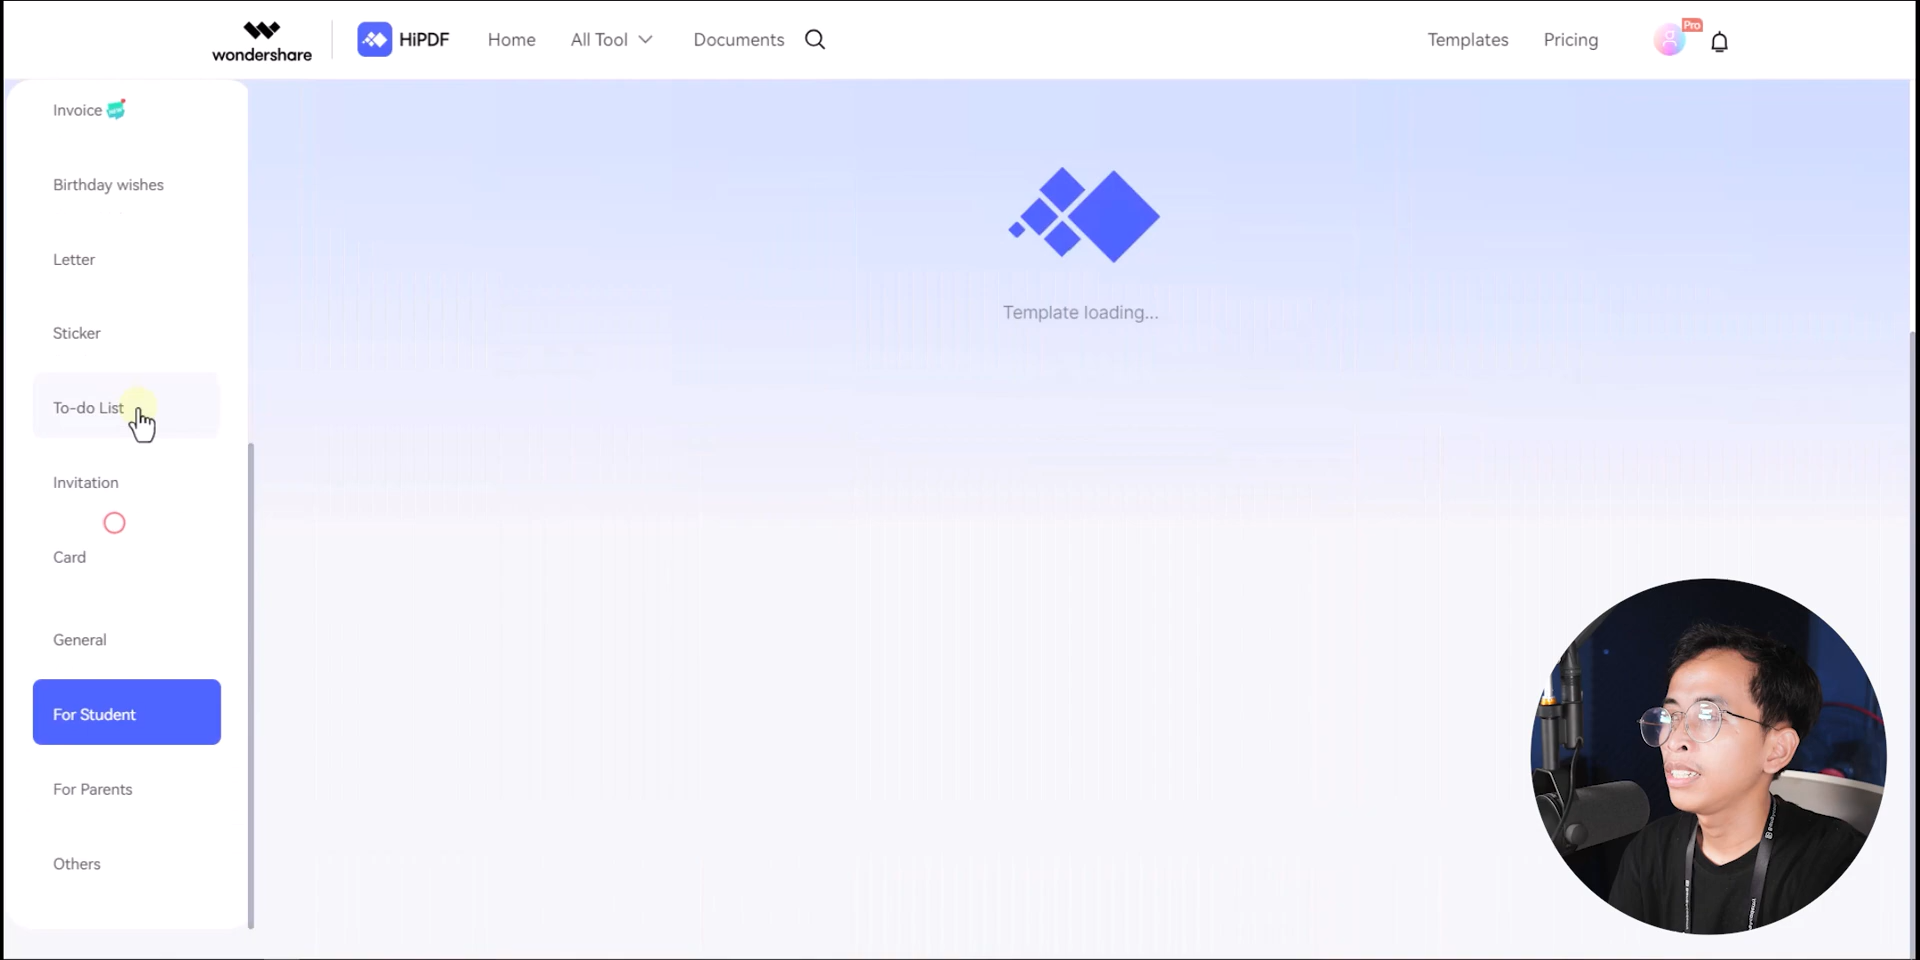 wondershare
HiPDF
Home
All Tool
Documents
Templates
Pricing
Pro
Invoice
Birthday wishes
Letter
Sticker
To-do List
Invitation
Card
General
For Student
For Parents
Others
Template loading...